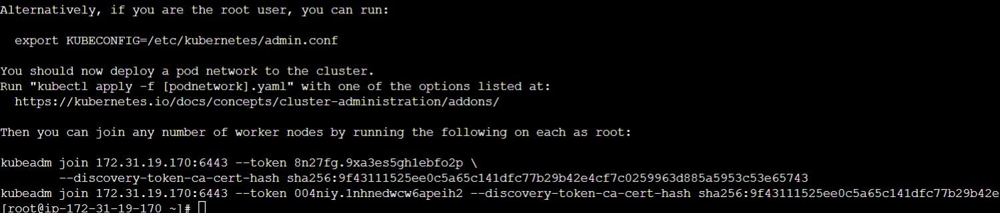 Alternatively, if you are the root user, you can run:
export KUBECONFIG=/etc/kubernetes/admin.conf
You should now deploy a pod network to the cluster.
Run "kubectl apply -f [podnetwork].yaml" with one of the options listed at:
https://kubernetes.io/docs/concepts/cluster-administration/addons/
Then you can join any number of worker nodes by running the following on each as root:
kubeadm join 172.31.19.170:6443 --token 8n27fg.9xa3es5gh1ebfo2p \
--discovery-token-ca-cert-hash sha256:9f43111525ee0c5a65c141dfc77b29b42e4cf7c0259963d885a5953c53e65743
kubeadm join 172.31.19.170:6443 --token 004niy.1nhnedwcw6apeih2 --discovery-token-ca-cert-hash sha256:9f43111525ee0c5a65c141dfc77b29b42e
[root@ip-172-31-19-170 ~]#